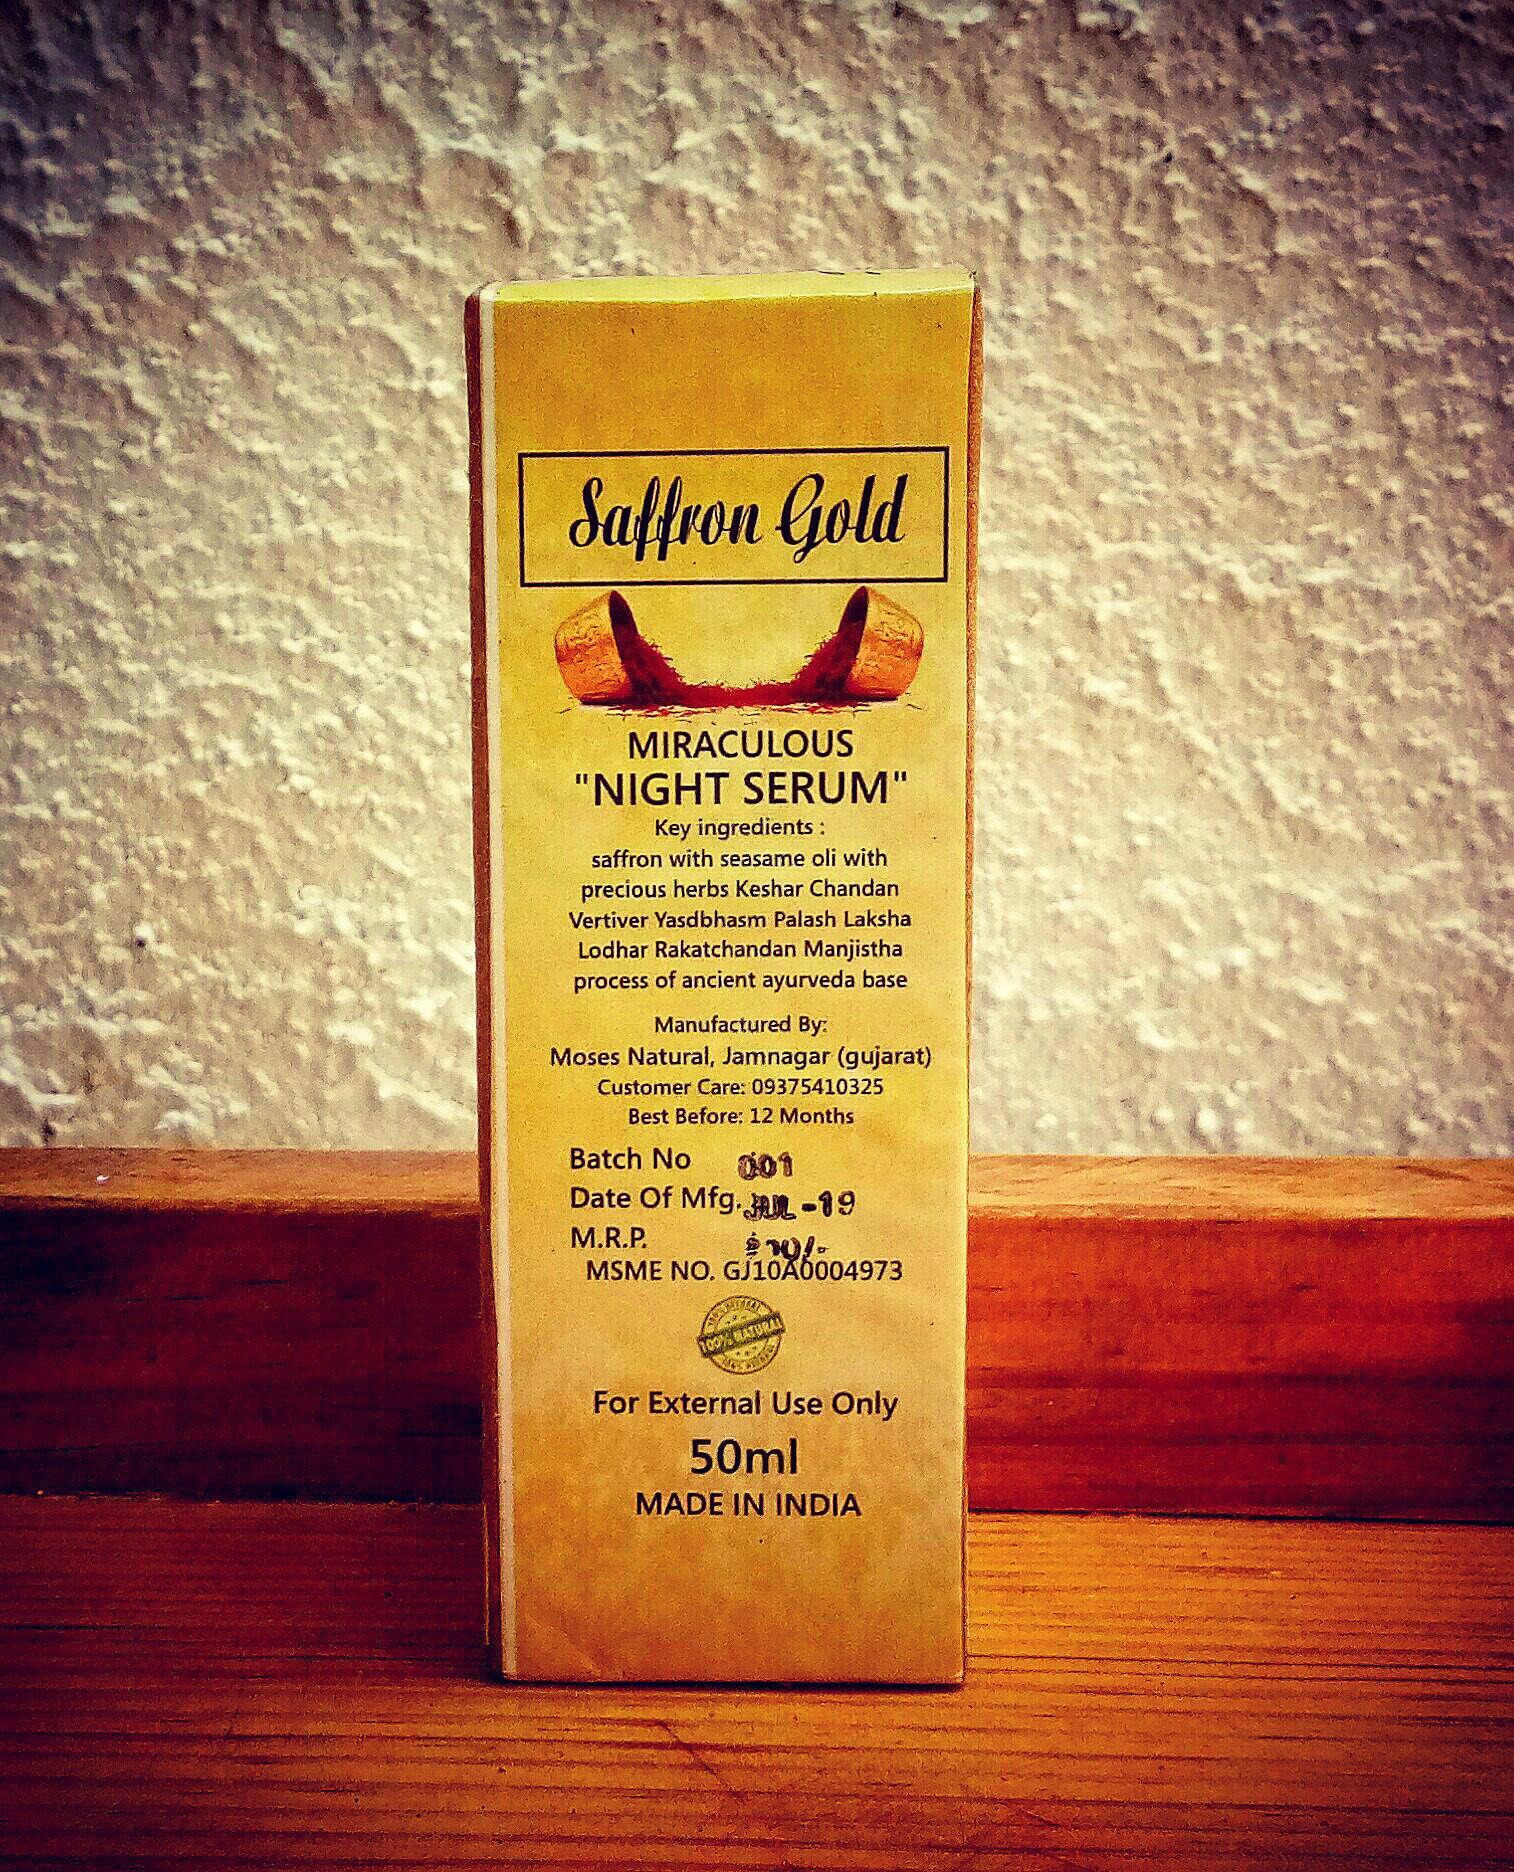 Saffron Gold
MIRACULOUS
"NIGHT SERUM"
Key ingredients :
saffron with seasame oli with
precious herbs Keshar Chandan
Vertiver Yasdbhasm Palash Laksha
Lodhar Rakatchandan Manjistha
process of ancient ayurveda base
Manufactured By:
Moses Natural, Jamnagar (gujarat)
Customer Care: 09375410325
Best Before: 12 Months
Batch No 001
Date Of Mfg. JUL-19
M.R.P.
MSME NO. GJ10A0004973
100% NATURAL
For External Use Only
50ml
MADE IN INDIA